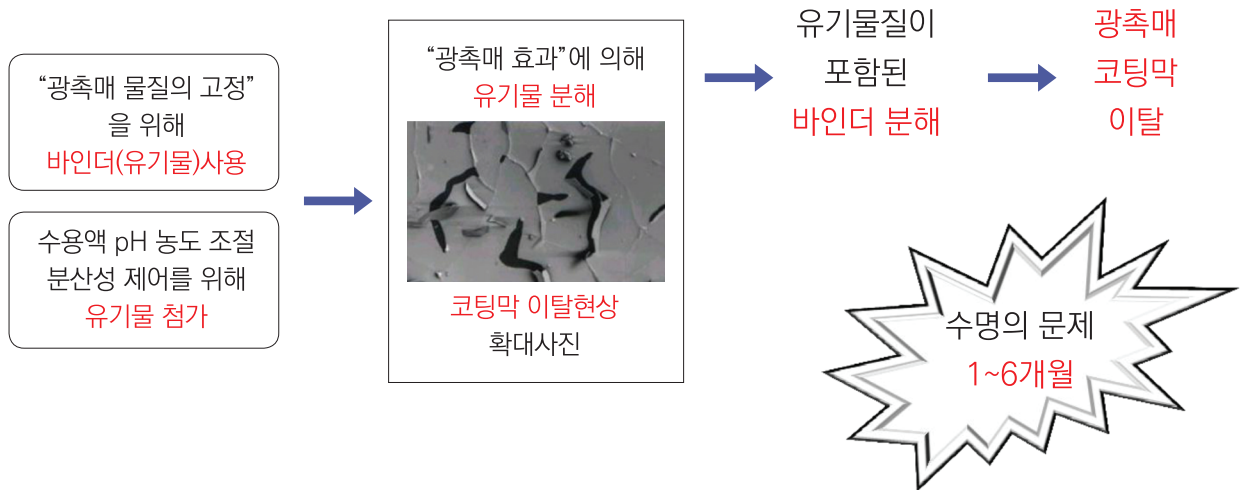 “광촉매 물질의 고정”
을 위해
바인더(유기물)사용
수용액 pH 농도 조절
분산성 제어를 위해
유기물 첨가
“광촉매 효과”에 의해
유기물 분해
코팅막 이탈현상
확대사진
유기물질이
포함된
바인더 분해
광촉매
코팅막
이탈
수명의 문제
1~6개월